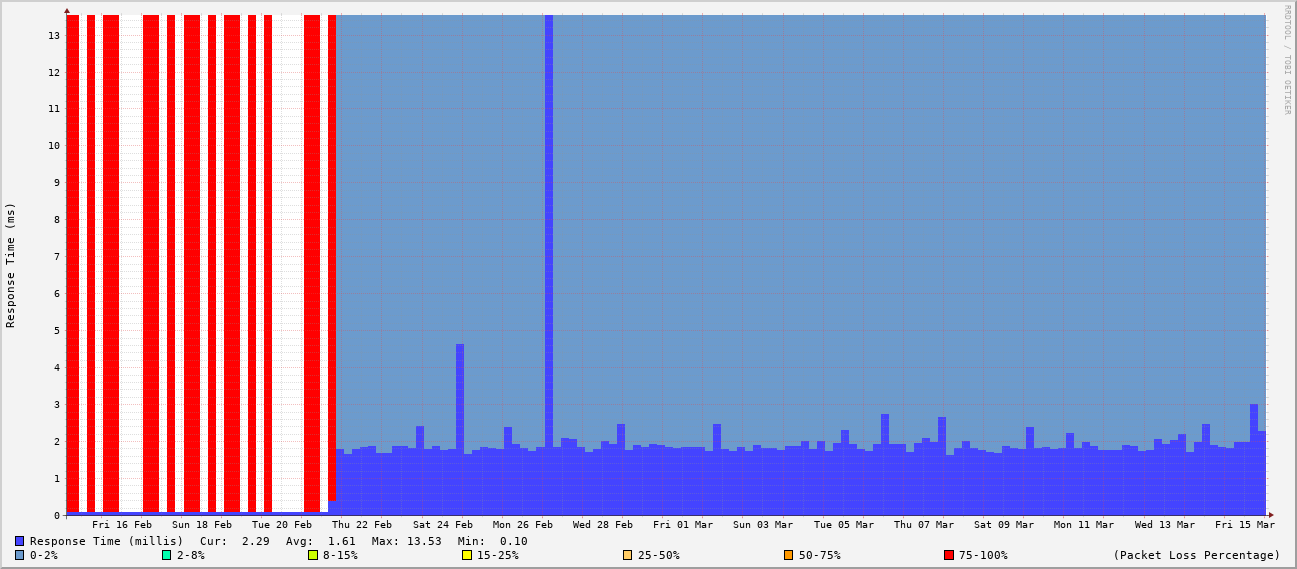 RRDTOOL / TOBI OETIKER
Response Time (ms)
13
12
11
10
9
8
7
6
5
4
3
2
1
0
Fri 16 Feb Sun 18 Feb Tue 20 Feb Thu 22 Feb Sat 24 Feb Mon 26 Feb Wed 28 Feb Fri 01 Mar Sun 03 Mar Tue 05 Mar Thu 07 Mar Sat 09 Mar Mon 11 Mar Wed 13 Mar Fri 15 Mar
Response Time (millis) Cur: 2.29 Avg: 1.61 Max: 13.53 Min: 0.10
0-2% 2-8% 8-15% 15-25% 25-50% 50-75% 75-100% (Packet Loss Percentage)